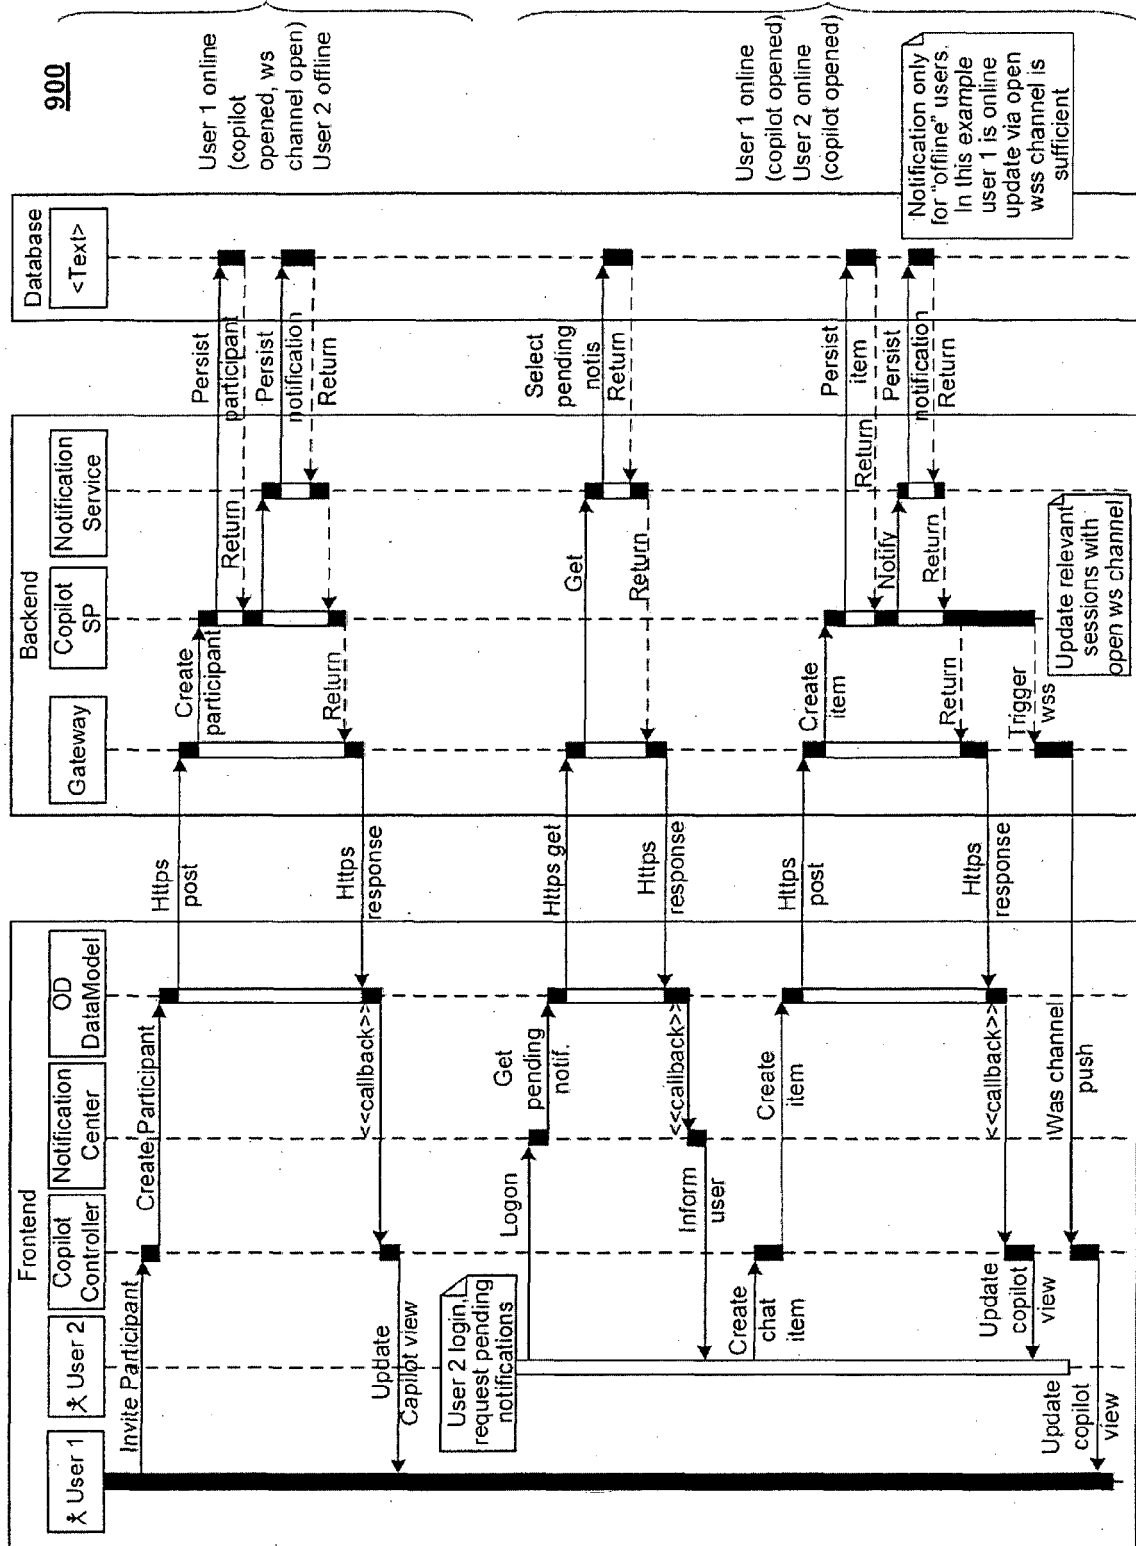 900
Frontend
Backend
Database
User 1
User 2
Copilot
Controller
Notification
Center
OD
DataModel
Gateway
Copilot
SP
Notification
Service
<Text>
User 1 online
(copilot
opened, ws
channel open)
User 2 offline
Invite Participant
Create Participant
Https
post
Create
participant
Persist
participant
Return
Persist
notification
Return
Return
Https
response
<<callback>>
Update
Capilot view
User 2 login,
request pending
notifications
Logon
Get
pending
notif.
Https get
Get
Select
pending
notis
Return
Return
Https
response
<<callback>>
Inform
user
User 1 online
(copilot opened)
User 2 online
(copilot opened)
Create
chat
item
Create
item
Https
post
Create
item
Persist
item
Return
Notify
Persist
notification
Return
Return
Return
Https
response
<<callback>>
Update
copilot
view
Trigger
wss
Was channel
push
Update
copilot
view
Update relevant
sessions with
open ws channel
Notification only
for "offline" users.
In this example
user 1 is online
update via open
wss channel is
sufficient